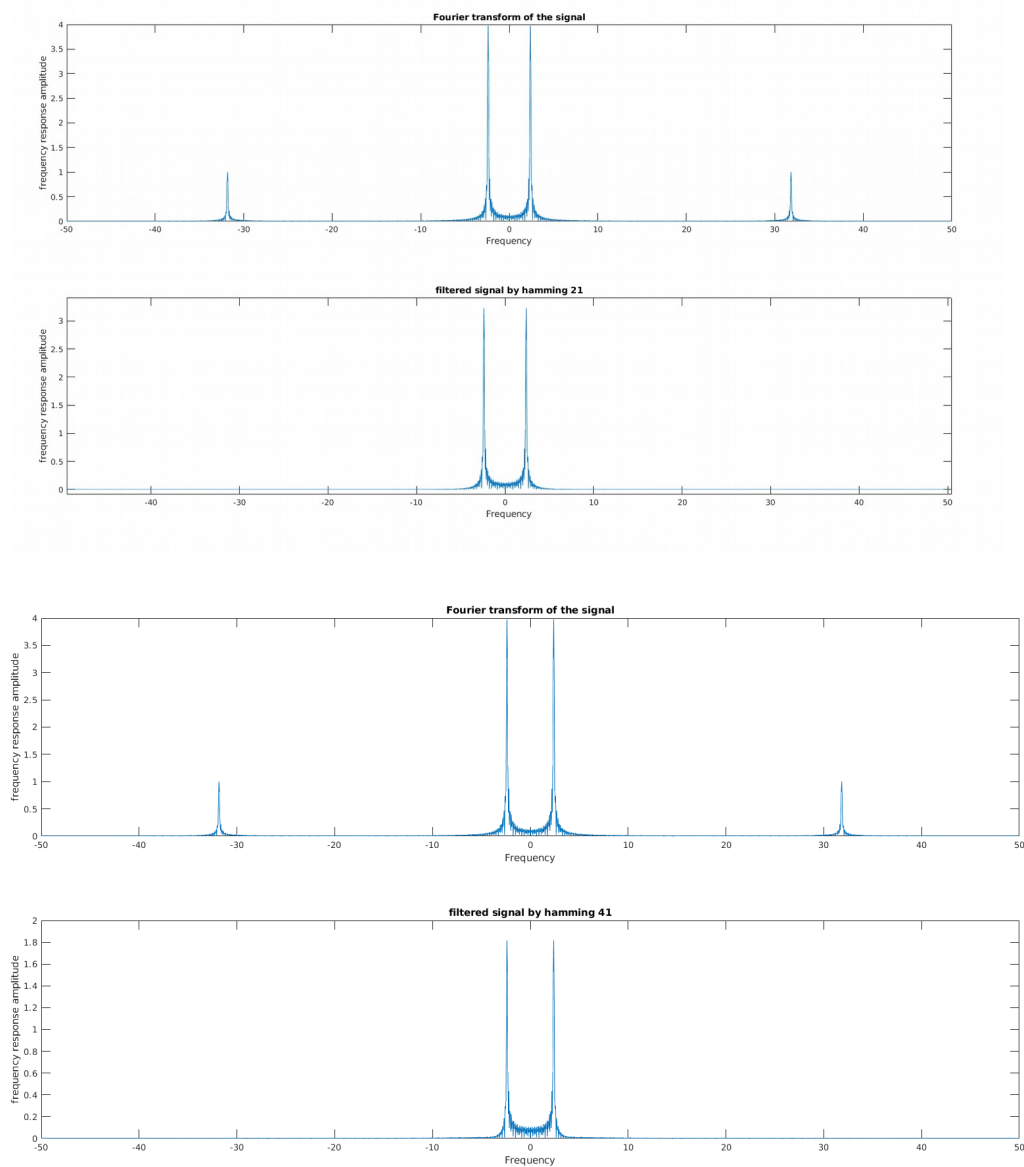 Fourier transform of the signal
frequency response amplitude
4
3.5
3
2.5
2
1.5
1
0.5
0
-50 -40 -30 -20 -10 0 10 20 30 40 50
Frequency
filtered signal by hamming 21
frequency response amplitude
3
2.5
2
1.5
1
0.5
0
-40 -30 -20 -10 0 10 20 30 40 50
Frequency
Fourier transform of the signal
frequency response amplitude
4
3.5
3
2.5
2
1.5
1
0.5
0
-50 -40 -30 -20 -10 0 10 20 30 40 50
Frequency
filtered signal by hamming 41
frequency response amplitude
2
1.8
1.6
1.4
1.2
1
0.8
0.6
0.4
0.2
0
-50 -40 -30 -20 -10 0 10 20 30 40 50
Frequency